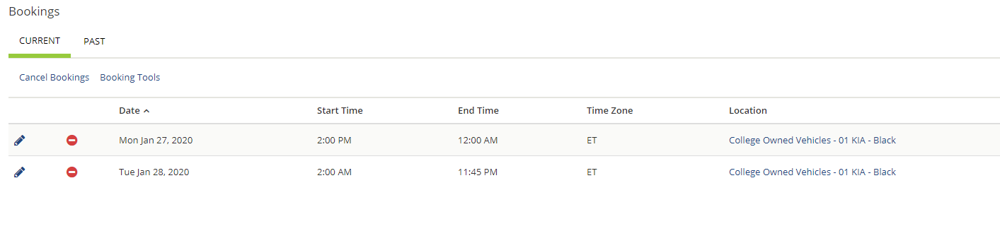 Bookings
CURRENT PAST
Cancel Bookings Booking Tools
Date Start Time End Time Time Zone Location
Mon Jan 27, 2020 2:00 PM 12:00 AM ET College Owned Vehicles - 01 KIA - Black
Tue Jan 28, 2020 2:00 AM 11:45 PM ET College Owned Vehicles - 01 KIA - Black